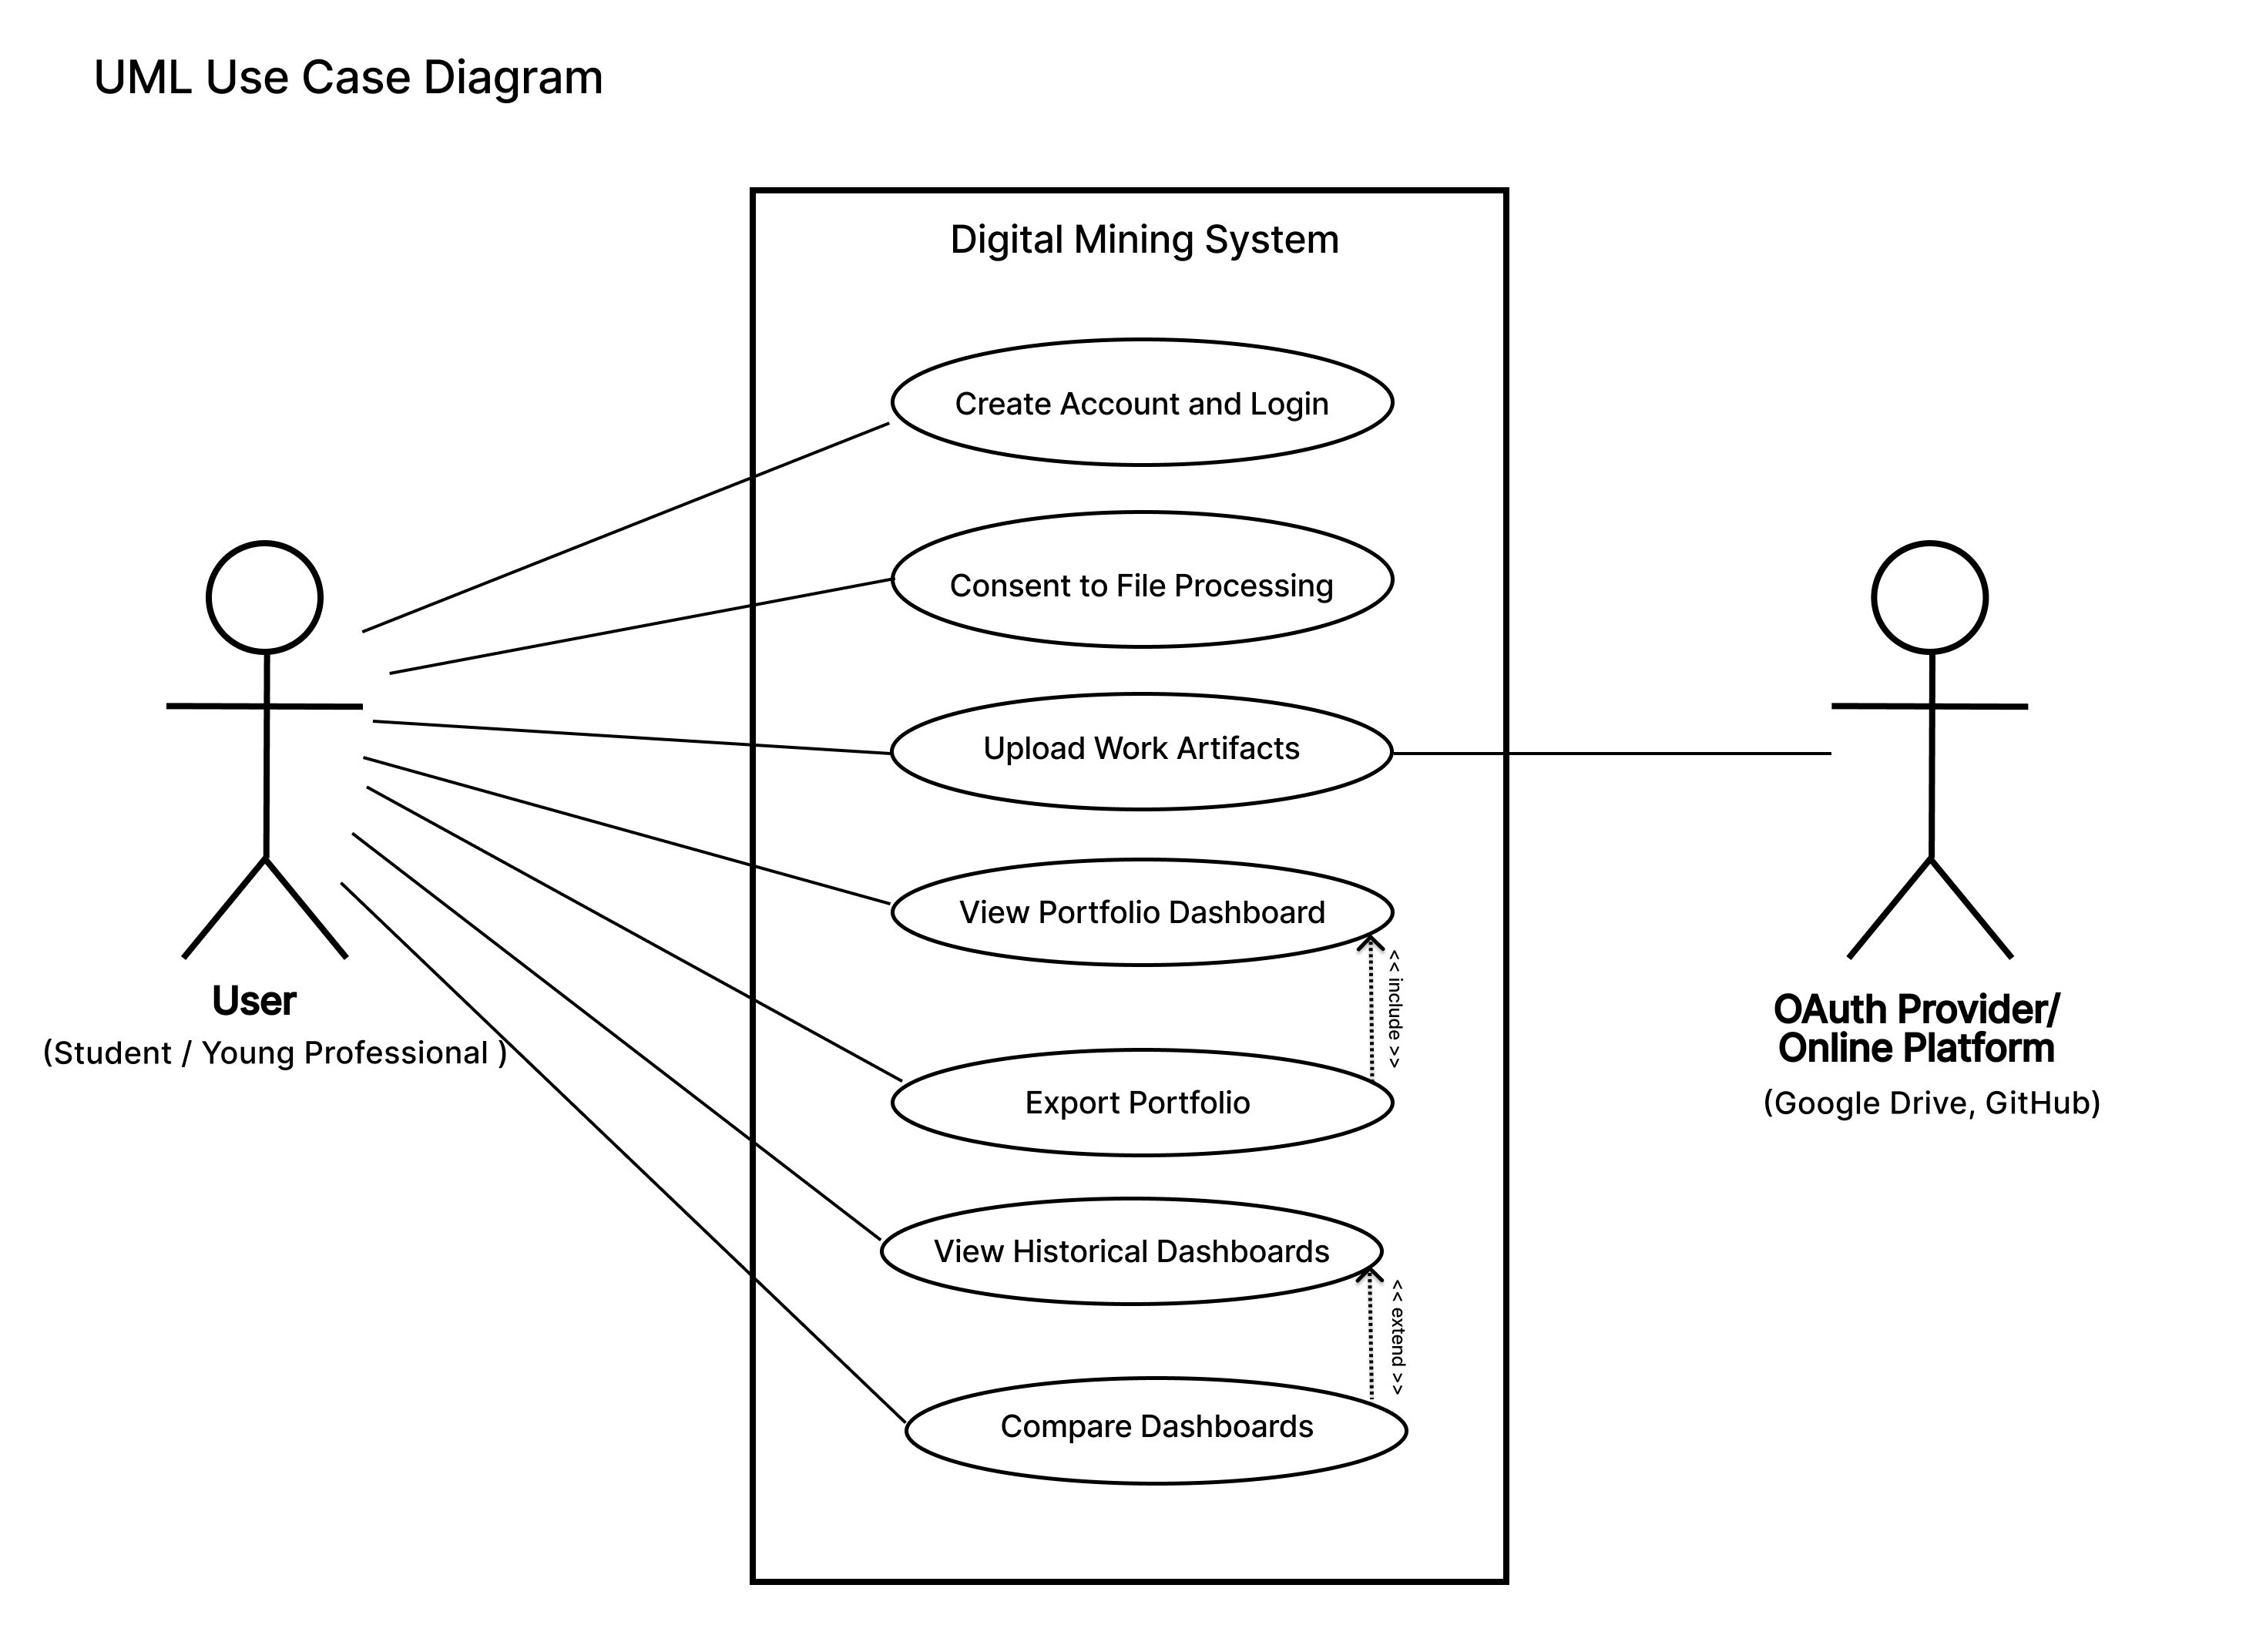 UML Use Case Diagram
Digital Mining System
Create Account and Login
Consent to File Processing
Upload Work Artifacts
View Portfolio Dashboard
<< include >>
Export Portfolio
View Historical Dashboards
<< extend >>
Compare Dashboards
User
(Student / Young Professional )
OAuth Provider/
Online Platform
(Google Drive, GitHub)